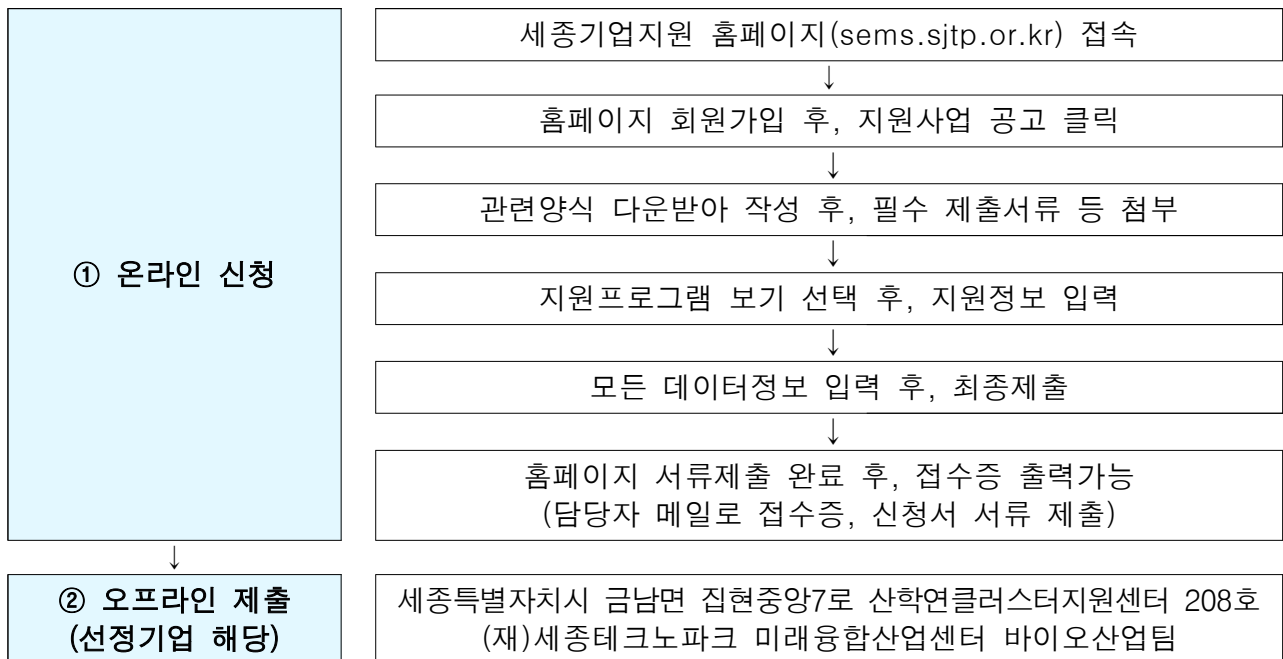 세종기업지원 홈페이지(sems.sjtp.or.kr) 접속
↓
홈페이지 회원가입 후, 지원사업 공고 클릭
↓
관련양식 다운받아 작성 후, 필수 제출서류 등 첨부
↓
① 온라인 신청
지원프로그램 보기 선택 후, 지원정보 입력
↓
모든 데이터정보 입력 후, 최종제출
↓
홈페이지 서류제출 완료 후, 접수증 출력가능
(담당자 메일로 접수증, 신청서 서류 제출)
↓
② 오프라인 제출
(선정기업 해당)
세종특별자치시 금남면 집현중앙7로 산학연클러스터지원센터 208호
(재)세종테크노파크 미래융합산업센터 바이오산업팀